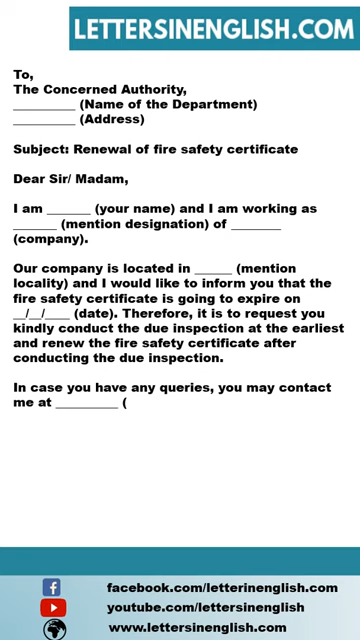 LETTERSINENGLISH.COM
To,
The Concerned Authority,
__________ (Name of the Department)
__________ (Address)
Subject: Renewal of fire safety certificate
Dear Sir/ Madam,
I am _______ (your name) and I am working as
_______ (mention designation) of ________
(company).
Our company is located in ______ (mention
locality) and I would like to inform you that the
fire safety certificate is going to expire on
__/__/____ (date). Therefore, it is to request you
kindly conduct the due inspection at the earliest
and renew the fire safety certificate after
conducting the due inspection.
In case you have any queries, you may contact
me at __________ (
facebook.com/letterinenglish.com
youtube.com/lettersinenglish
www.lettersinenglish.com